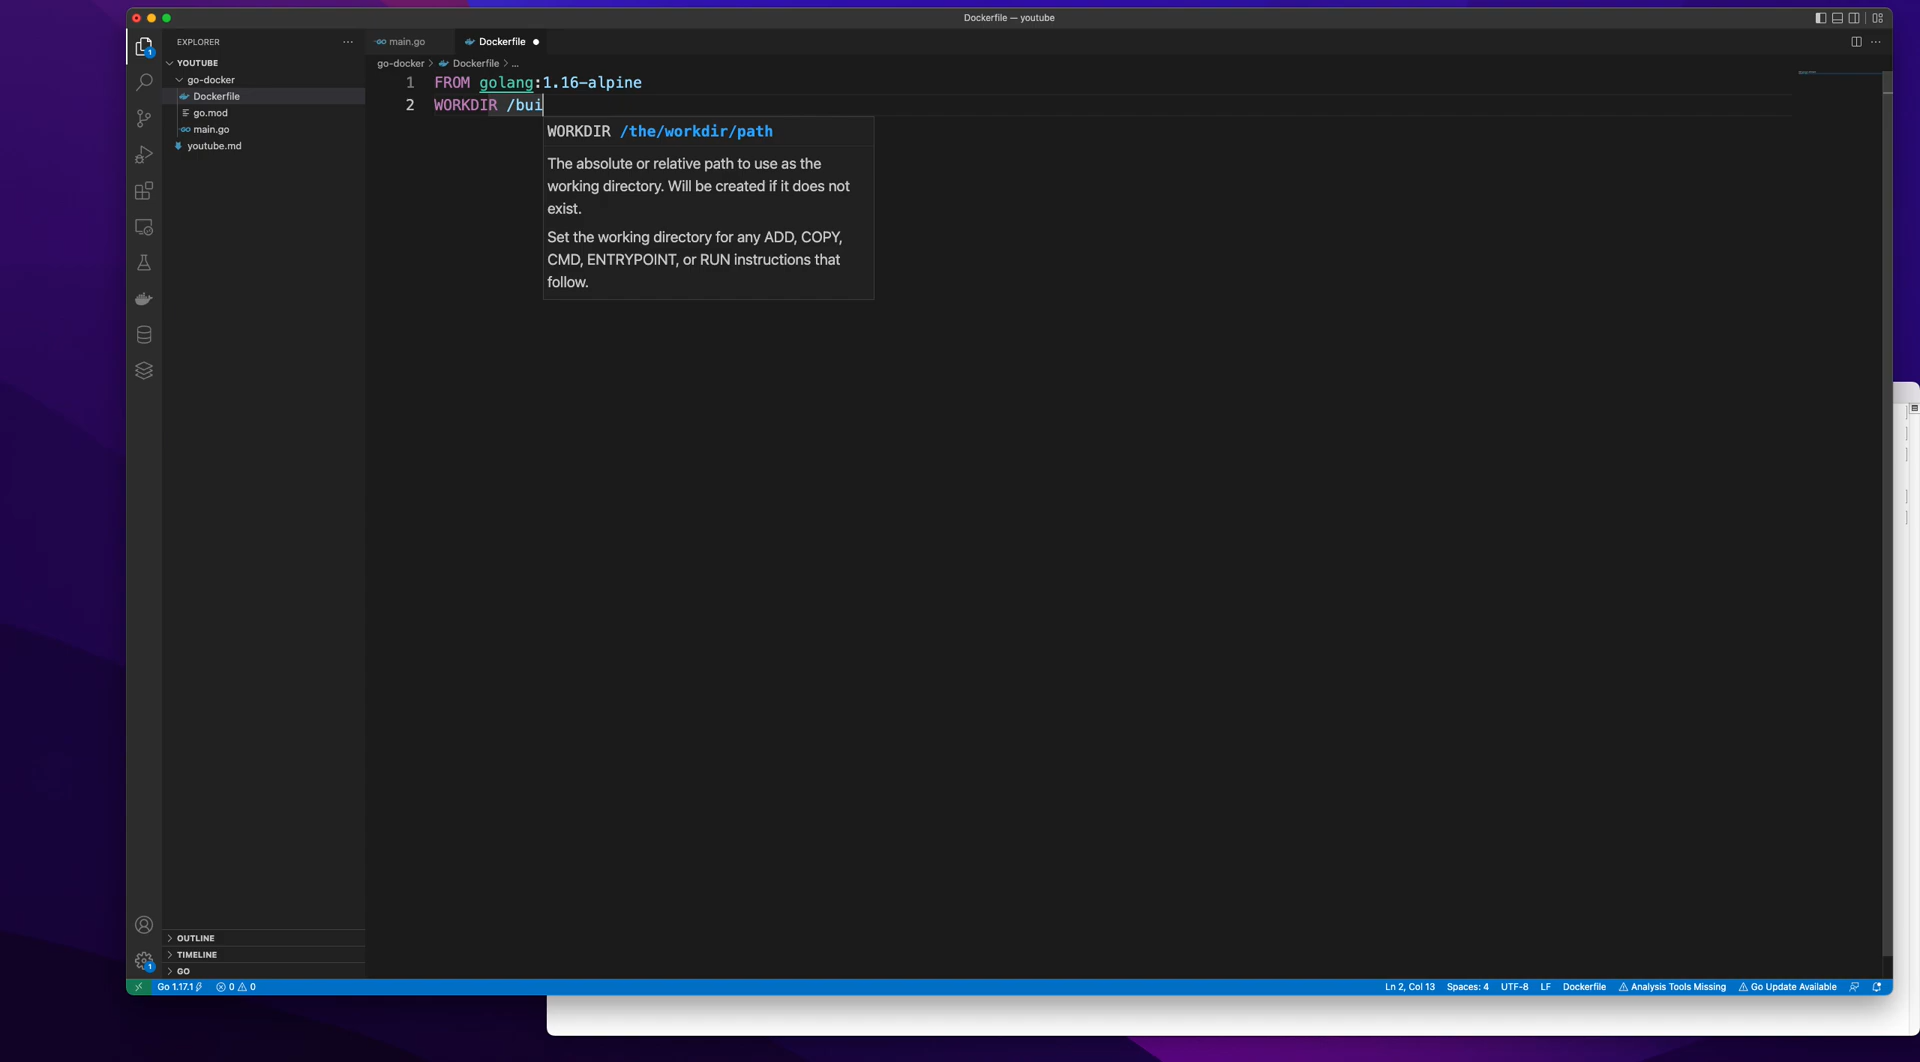 Dockerfile — youtube
1
EXPLORER
main.go
Dockerfile
YOUTUBE
go-docker > Dockerfile > ...
go-docker
1 FROM golang:1.16-alpine
Dockerfile
2 WORKDIR /bui
go.mod
main.go
youtube.md
WORKDIR /the/workdir/path
The absolute or relative path to use as the
working directory. Will be created if it does not
exist.
Set the working directory for any ADD, COPY,
CMD, ENTRYPOINT, or RUN instructions that
follow.
OUTLINE
TIMELINE
1
GO
Go 1.17.1 0 0 Ln 2, Col 13 Spaces: 4 UTF-8 LF Dockerfile Analysis Tools Missing Go Update Available